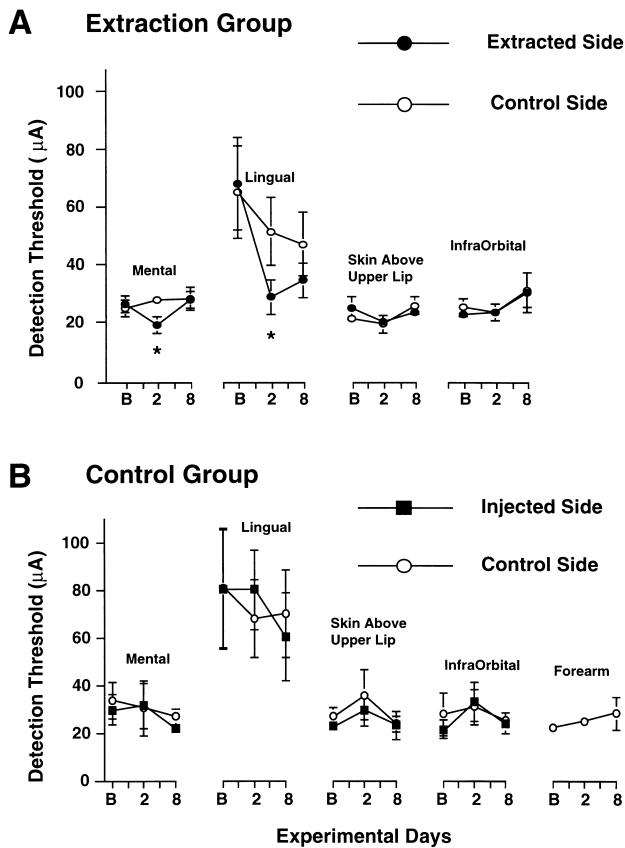 A Extraction Group
Extracted Side
Control Side
Detection Threshold ( μA)
100
80
60
40
20
0
Mental
Lingual
Skin Above
Upper Lip
InfraOrbital
*
*
B 2 8 B 2 8 B 2 8 B 2 8
B Control Group
Injected Side
Control Side
Detection Threshold (μA)
100
80
60
40
20
0
Mental
Lingual
Skin Above
Upper Lip
InfraOrbital
Forearm
B 2 8 B 2 8 B 2 8 B 2 8 B 2 8
Experimental Days